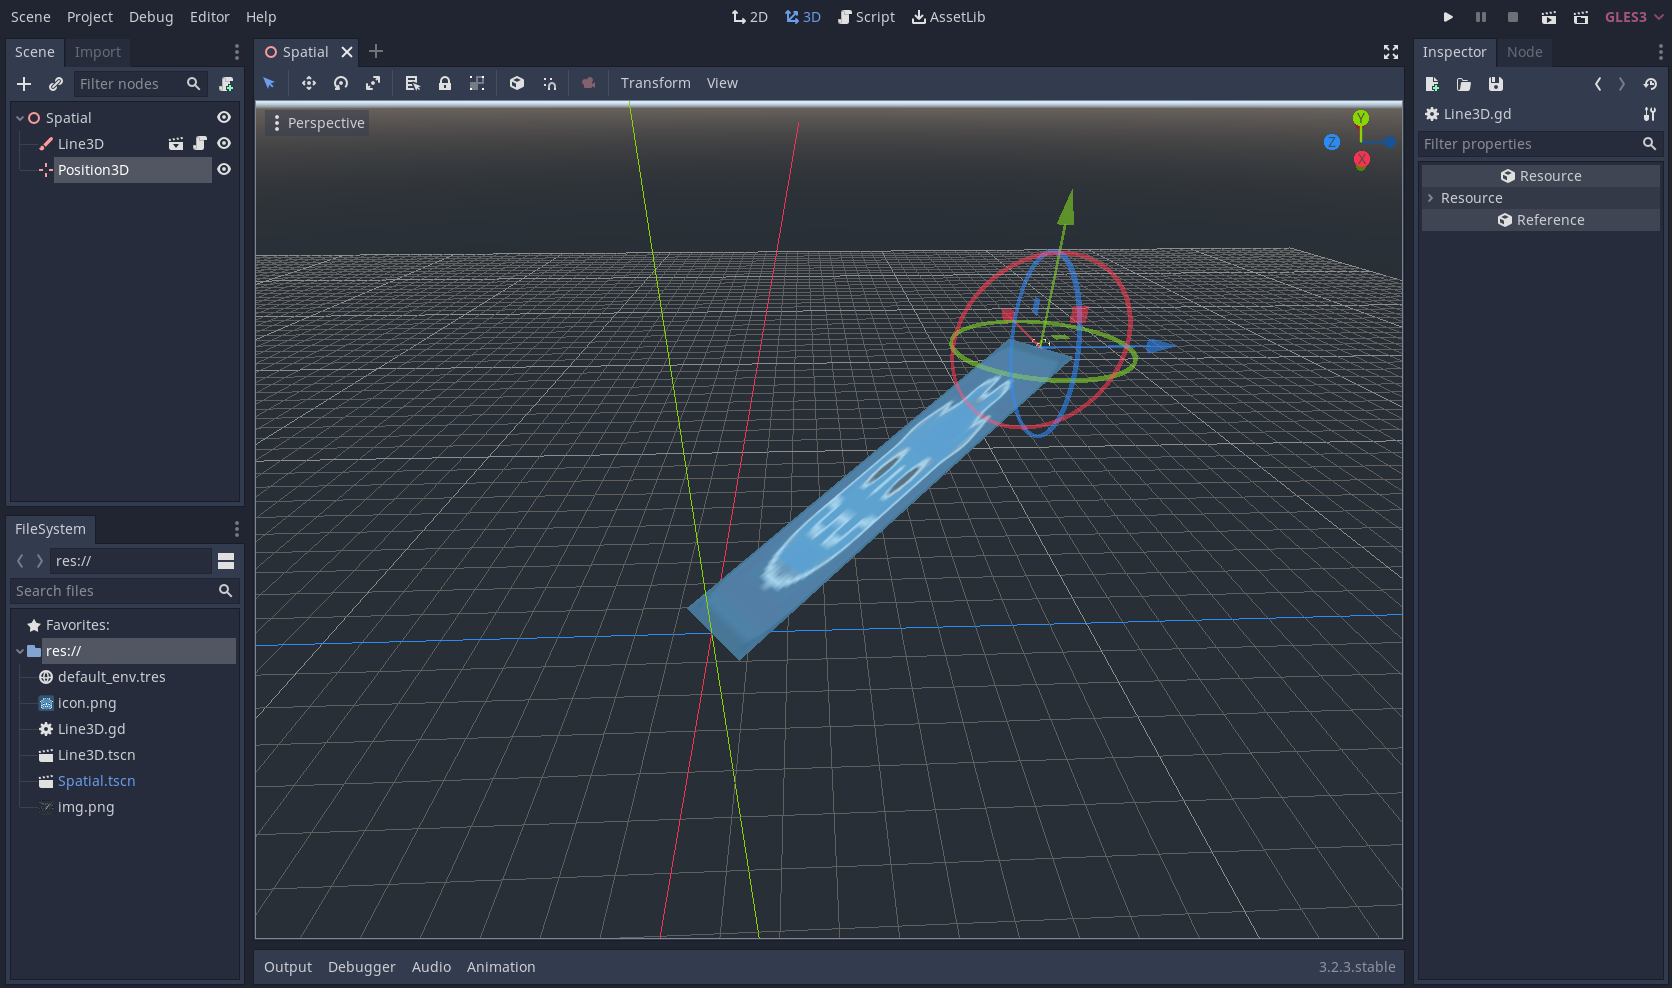 Scene Project Debug Editor Help
2D 3D Script AssetLib
GLES3
Scene Import
Filter nodes
Spatial
Line3D
Position3D
FileSystem
res://
Search files
Favorites:
res://
default_env.tres
icon.png
Line3D.gd
Line3D.tscn
Spatial.tscn
img.png
Spatial
Transform View
Perspective
Y
Z
X
Output Debugger Audio Animation
3.2.3.stable
Inspector Node
Line3D.gd
Filter properties
Resource
Resource
Reference